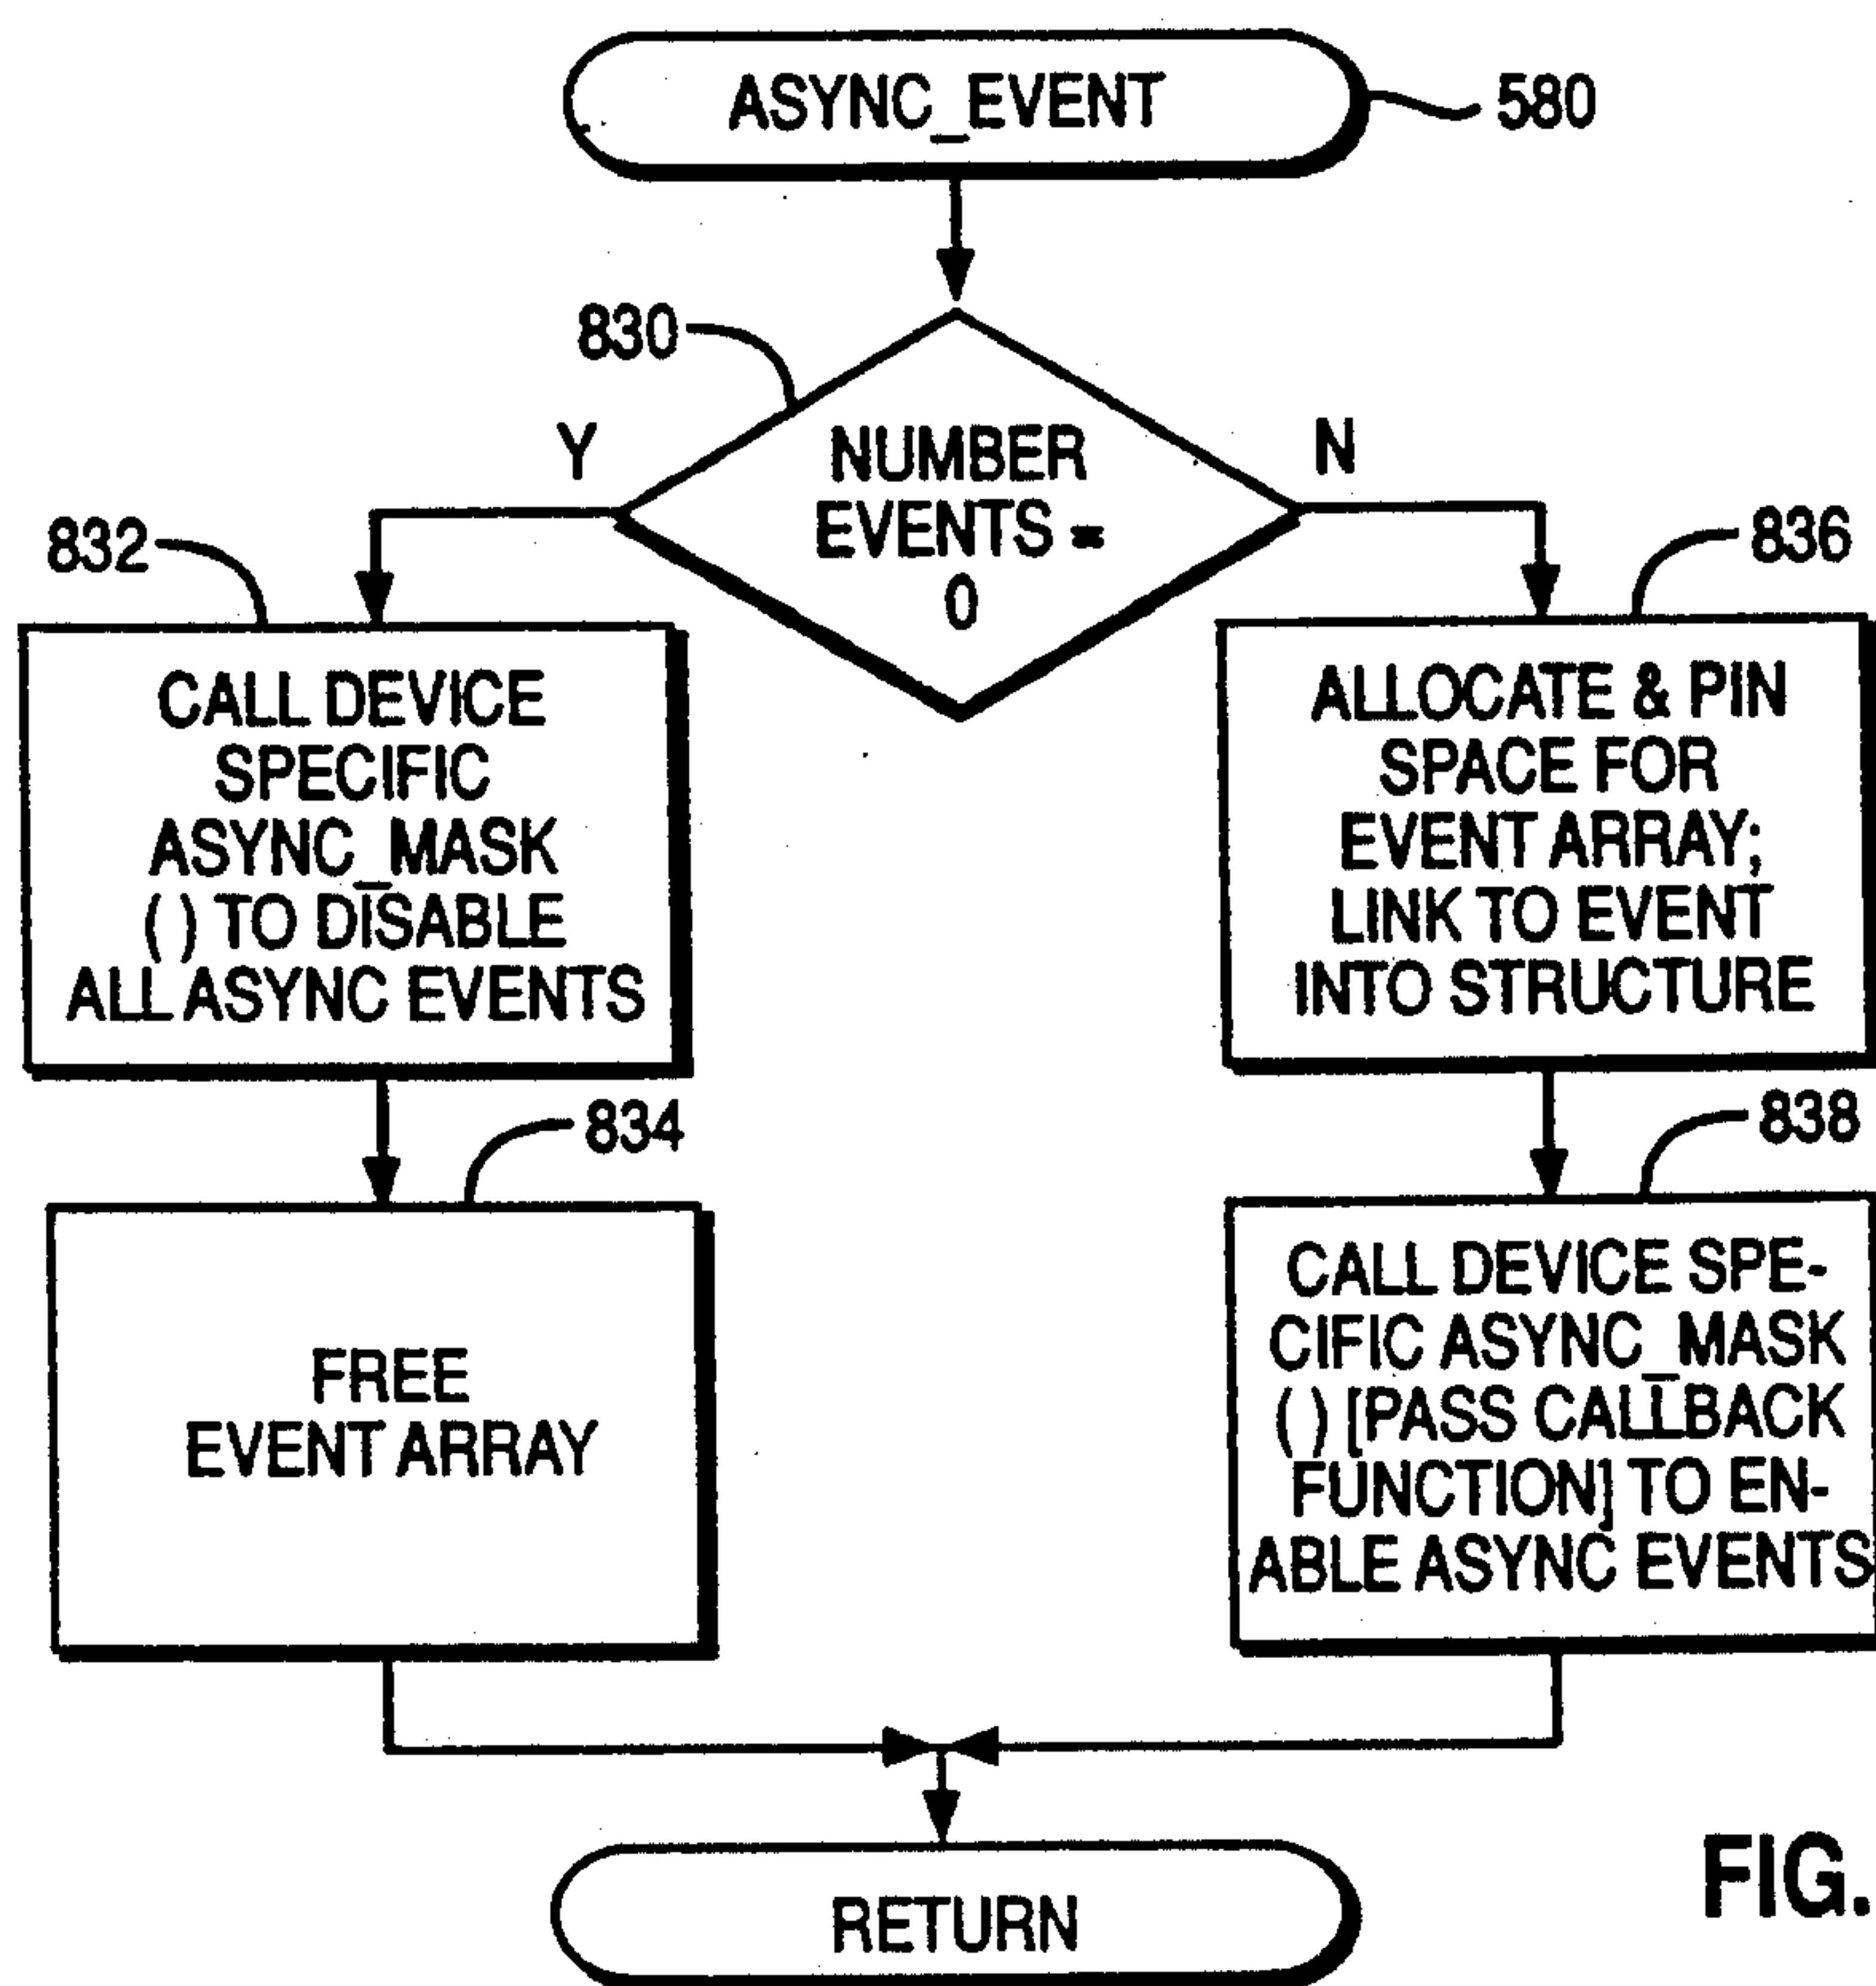 ASYNC_EVENT
580
830
Y
N
NUMBER
EVENTS =
0
832
836
CALL DEVICE
SPECIFIC
ASYNC_MASK
( ) TO DISABLE
ALL ASYNC EVENTS
ALLOCATE & PIN
SPACE FOR
EVENT ARRAY;
LINK TO EVENT
INTO STRUCTURE
834
838
FREE
EVENT ARRAY
CALL DEVICE SPE-
CIFIC ASYNC_MASK
( ) [PASS CALLBACK
FUNCTION] TO EN-
ABLE ASYNC EVENTS
RETURN
FIG.